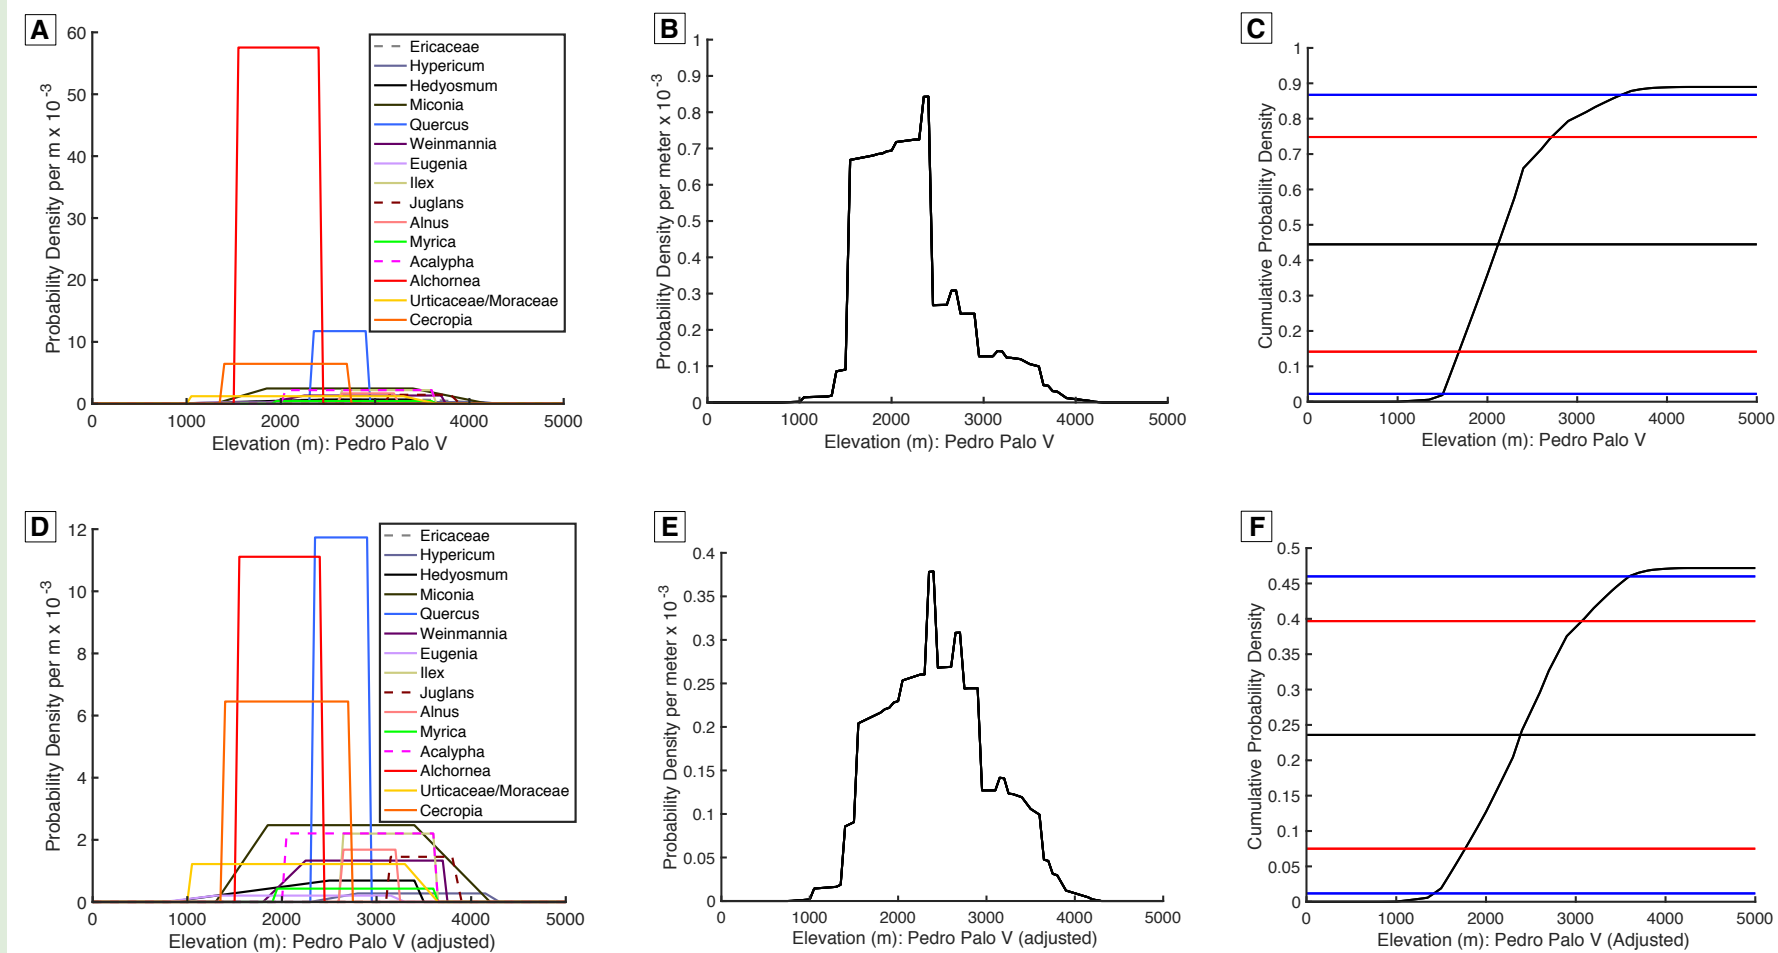 A
60
50
40
30
20
10
0
0 1000 2000 3000 4000 5000
Probability Density per m x 10-3
Elevation (m): Pedro Palo V
Ericaceae
Hypericum
Hedyosmum
Miconia
Quercus
Weinmannia
Eugenia
Ilex
Juglans
Alnus
Myrica
Acalypha
Alchornea
Urticaceae/Moraceae
Cecropia
B
1
0.9
0.8
0.7
0.6
0.5
0.4
0.3
0.2
0.1
0
0 1000 2000 3000 4000 5000
Probability Density per meter x 10-3
Elevation (m): Pedro Palo V
C
1
0.9
0.8
0.7
0.6
0.5
0.4
0.3
0.2
0.1
0
0 1000 2000 3000 4000 5000
Cumulative Probability Density
Elevation (m): Pedro Palo V
D
12
10
8
6
4
2
0
0 1000 2000 3000 4000 5000
Probability Density per m x 10-3
Elevation (m): Pedro Palo V (adjusted)
Ericaceae
Hypericum
Hedyosmum
Miconia
Quercus
Weinmannia
Eugenia
Ilex
Juglans
Alnus
Myrica
Acalypha
Alchornea
Urticaceae/Moraceae
Cecropia
E
0.4
0.35
0.3
0.25
0.2
0.15
0.1
0.05
0
0 1000 2000 3000 4000 5000
Probability Density per meter x 10-3
Elevation (m): Pedro Palo V (adjusted)
F
0.5
0.45
0.4
0.35
0.3
0.25
0.2
0.15
0.1
0.05
0
0 1000 2000 3000 4000 5000
Cumulative Probability Density
Elevation (m): Pedro Palo V (Adjusted)